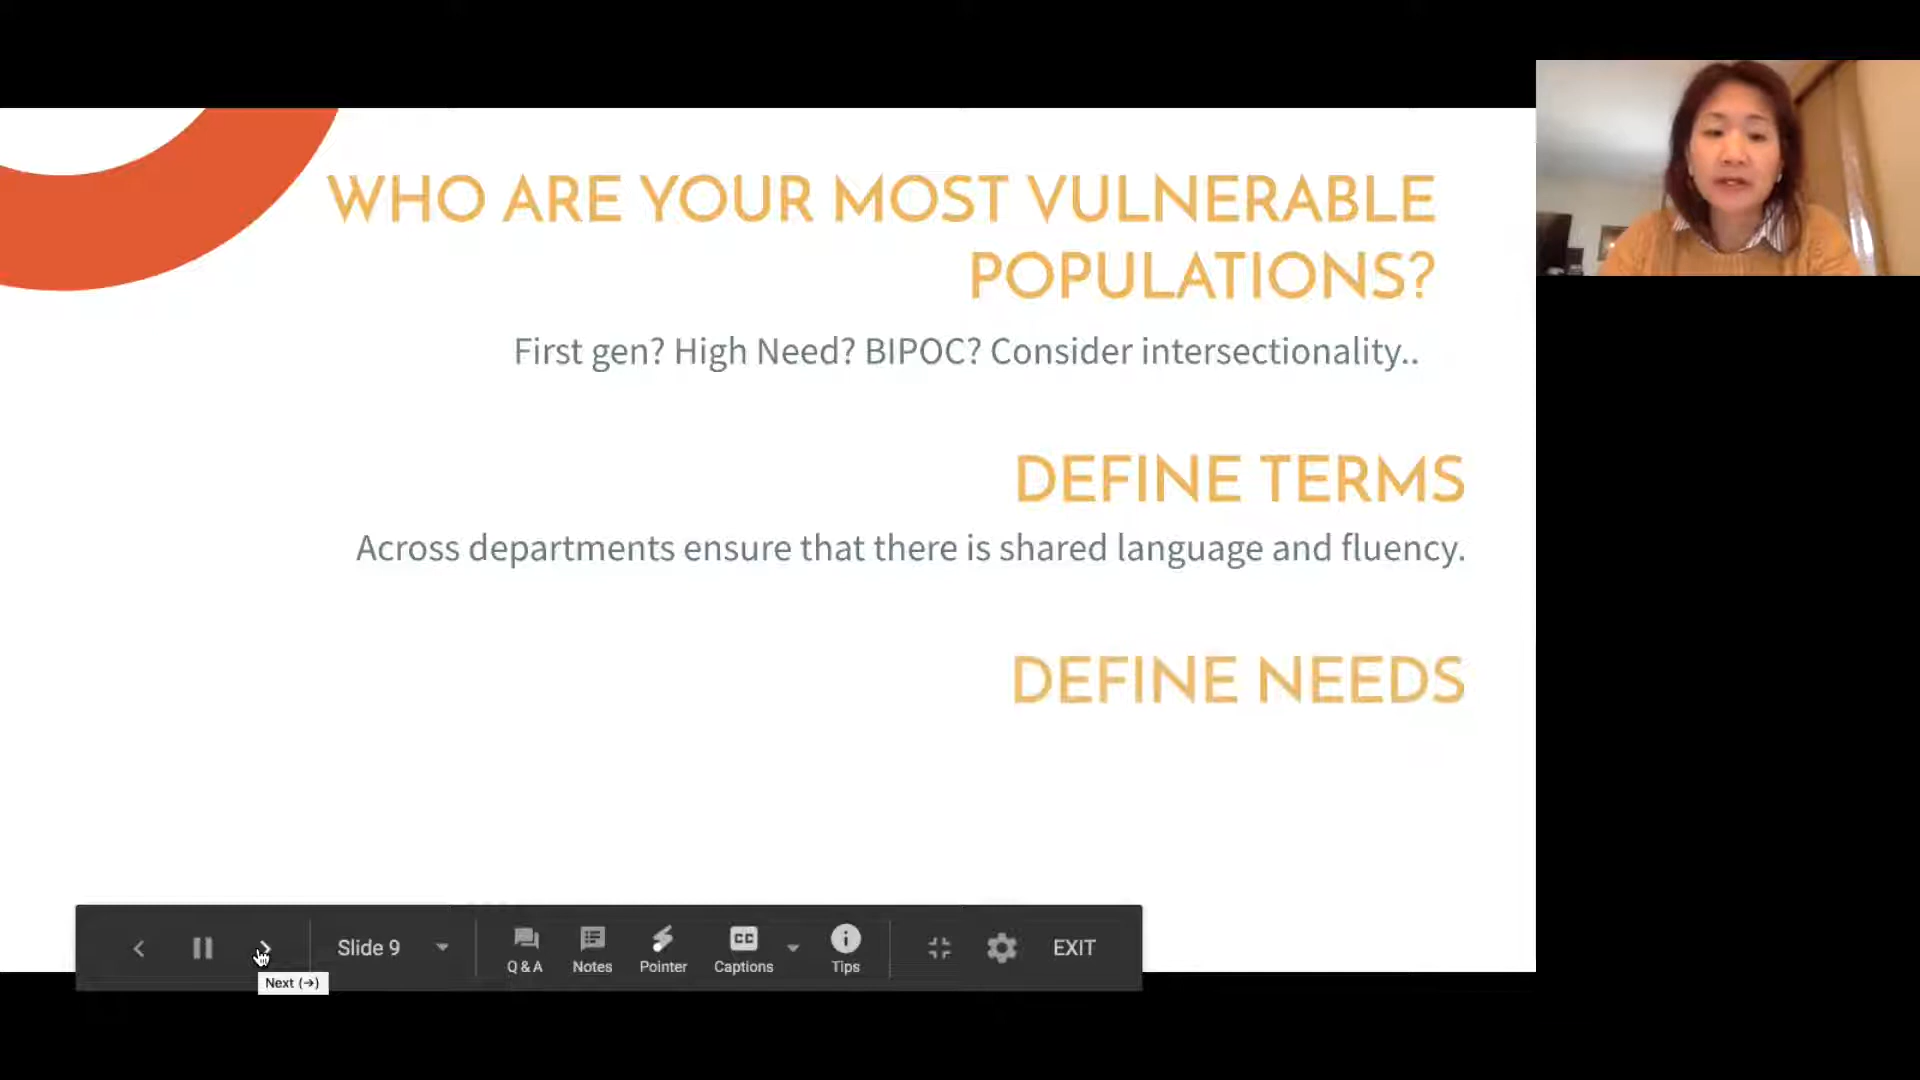 WHO ARE YOUR MOST VULNERABLE
POPULATIONS?
First gen? High Need? BIPOC? Consider intersectionality..
DEFINE TERMS
Across departments ensure that there is shared language and fluency.
DEFINE NEEDS
Slide 9
Q & A
Notes
Pointer
CC
Captions
Tips
EXIT
Next (→)